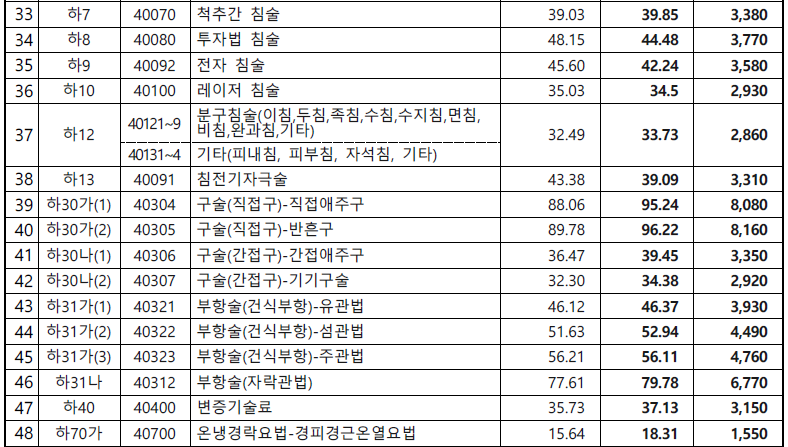 33 하7 40070 척추간 침술 39.03 39.85 3,380
34 하8 40080 투자법 침술 48.15 44.48 3,770
35 하9 40092 전자 침술 45.60 42.24 3,580
36 하10 40100 레이저 침술 35.03 34.5 2,930
37 하12 40121~9 분구침술(이침,두침,족침,수침,수지침,면침,
비침,완과침,기타) 32.49 33.73 2,860
40131~4 기타(피내침, 피부침, 자석침, 기타)
38 하13 40091 침전기자극술 43.38 39.09 3,310
39 하30가(1) 40304 구술(직접구)-직접애주구 88.06 95.24 8,080
40 하30가(2) 40305 구술(직접구)-반흔구 89.78 96.22 8,160
41 하30나(1) 40306 구술(간접구)-간접애주구 36.47 39.45 3,350
42 하30나(2) 40307 구술(간접구)-기기구술 32.30 34.38 2,920
43 하31가(1) 40321 부항술(건식부항)-유관법 46.12 46.37 3,930
44 하31가(2) 40322 부항술(건식부항)-섬관법 51.63 52.94 4,490
45 하31가(3) 40323 부항술(건식부항)-주관법 56.21 56.11 4,760
46 하31나 40312 부항술(자락관법) 77.61 79.78 6,770
47 하40 40400 변증기술료 35.73 37.13 3,150
48 하70가 40700 온냉경락요법-경피경근온열요법 15.64 18.31 1,550